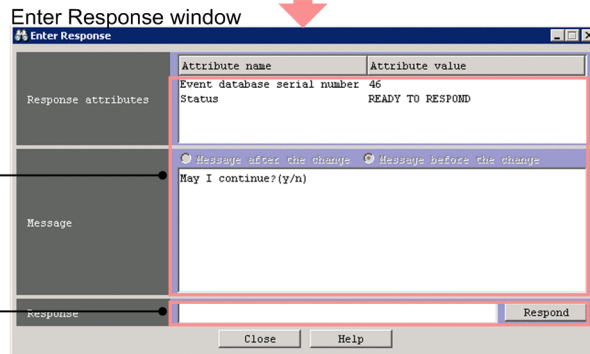 Enter Response window
Enter Response
Attribute name Attribute value
Event database serial number 46
Response attributes
Status READY TO RESPOND
Message after the change Message before the change
May I continue?(y/n)
Message
Response Respond
Close Help